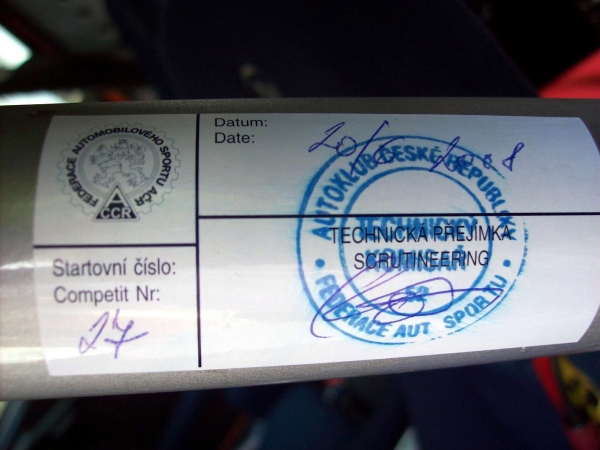 FEDERACE AUTOMOBILOVÉHO SPORTU AČR
A
CCR
Datum:
Date:
2008
Startovní číslo:
Competit Nr:
27
TECHNICKÁ PŘEJÍMKA
SCRUTINEERING
AUTOKLUB ČESKÉ REPUBLIKY
TECHNICKÝ
KOMISAŘ
FEDERACE AUT. SPORTU